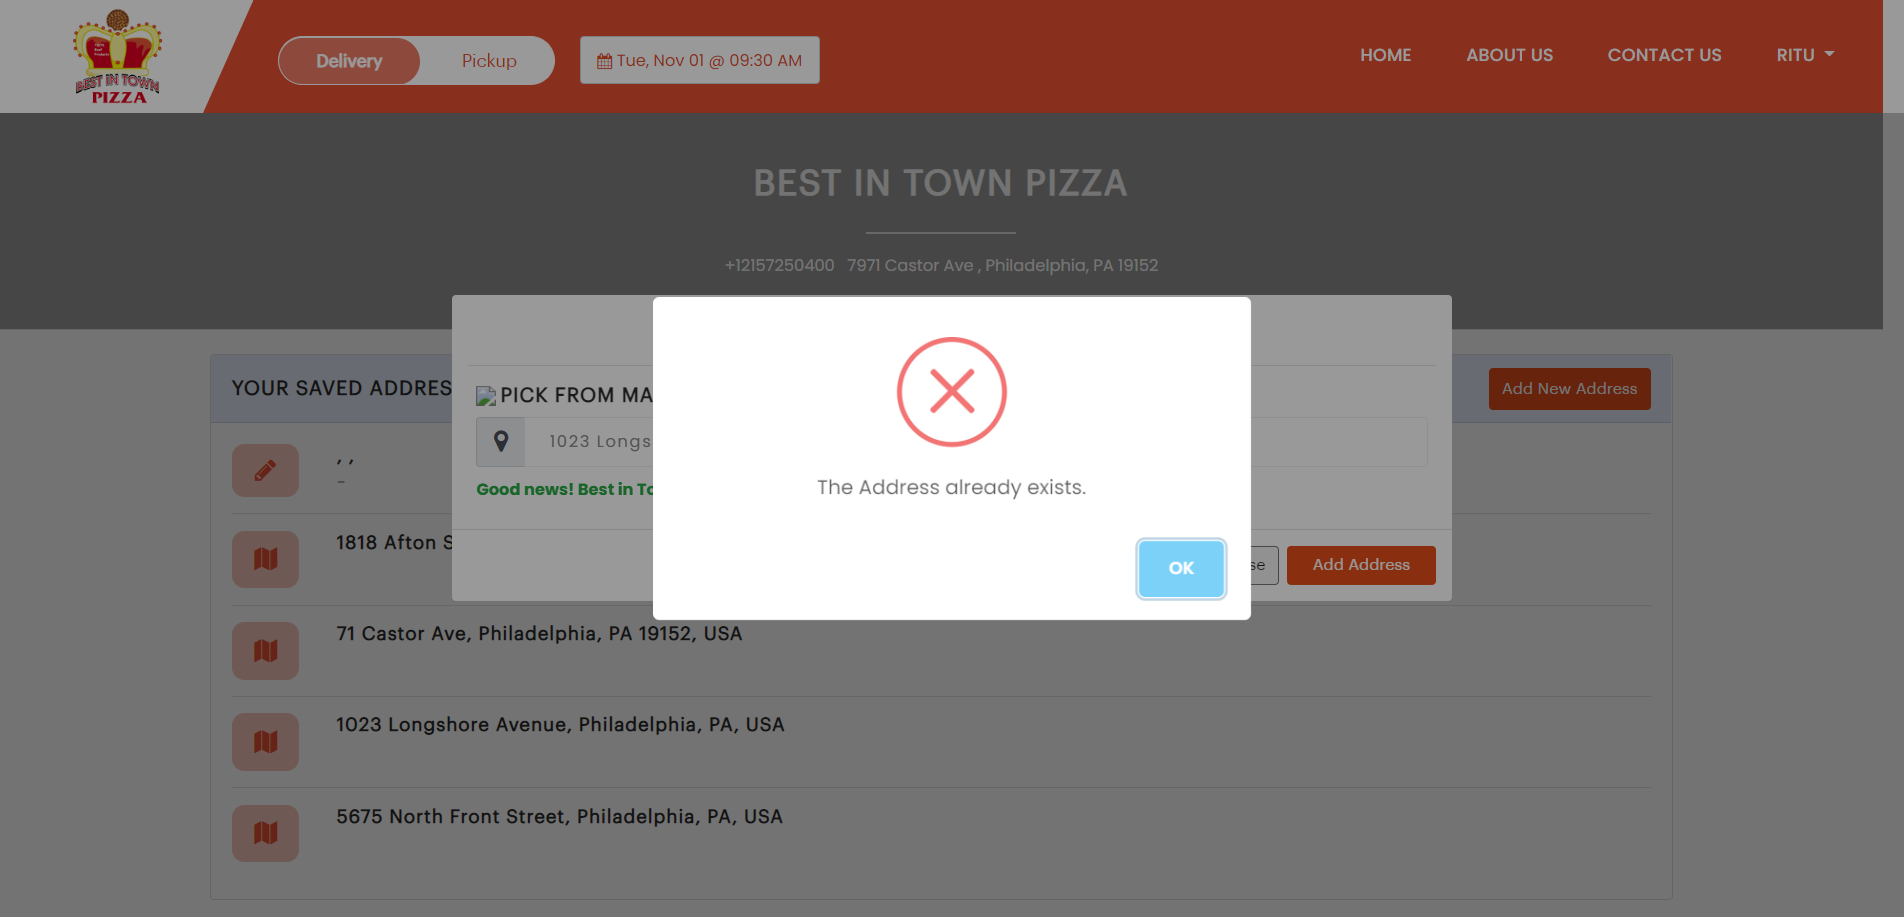 BEST IN TOWN
PIZZA
Delivery
Pickup
Tue, Nov 01 @ 09:30 AM
HOME
ABOUT US
CONTACT US
RITU
BEST IN TOWN PIZZA
+12157250400 7971 Castor Ave , Philadelphia, PA 19152
YOUR SAVED ADDRES
Add New Address
PICK FROM MA
1023 Longs
Good news! Best in To
The Address already exists.
OK
se
Add Address
, ,
-
1818 Afton S
71 Castor Ave, Philadelphia, PA 19152, USA
1023 Longshore Avenue, Philadelphia, PA, USA
5675 North Front Street, Philadelphia, PA, USA